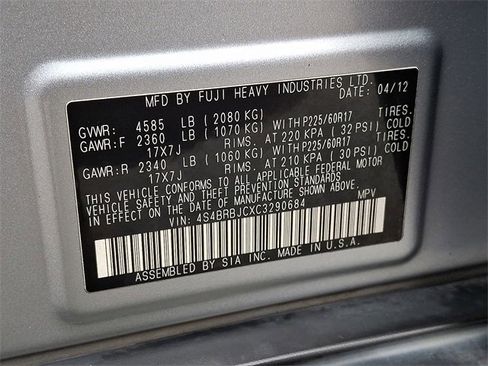 MFD BY FUJI HEAVY INDUSTRIES LTD.
DATE: 04/12
GVWR: 4585 LB ( 2080 KG)
GAWR:F 2360 LB ( 1070 KG) WITH P225/60R17 TIRES.
17X7J RIMS. AT 220 KPA ( 32 PSI) COLD.
GAWR:R 2340 LB ( 1060 KG) WITH P225/60R17 TIRES.
17X7J RIMS. AT 210 KPA ( 30 PSI) COLD.
THIS VEHICLE CONFORMS TO ALL APPLICABLE FEDERAL MOTOR
VEHICLE SAFETY AND THEFT PREVENTION STANDARDS
IN EFFECT ON THE DATE OF MANUFACTURE SHOWN ABOVE.
VIN: 4S4BRBJCXC3290684 MPV
ASSEMBLED BY SIA INC. MADE IN U.S.A.